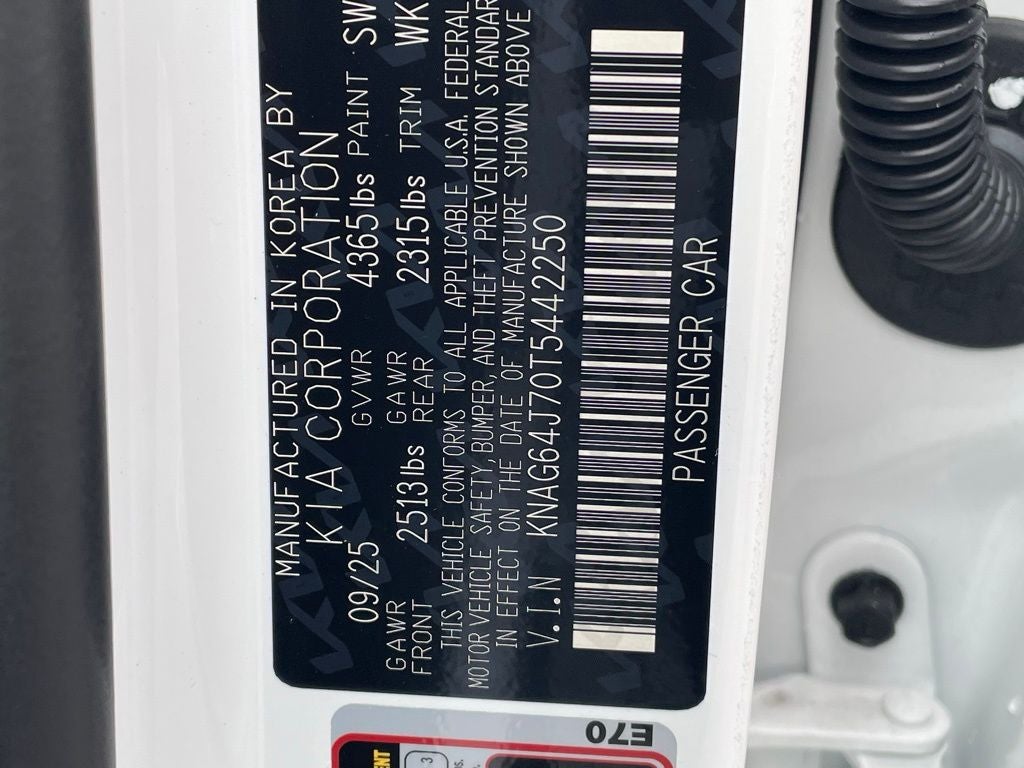 MANUFACTURED IN KOREA BY
KIA CORPORATION
09/25 GVWR 4365lbs PAINT SW
GAWR FRONT 2513lbs GAWR REAR 2315lbs TRIM WK
THIS VEHICLE CONFORMS TO ALL APPLICABLE U.S.A. FEDERAL
MOTOR VEHICLE SAFETY, BUMPER, AND THEFT PREVENTION STANDAR
IN EFFECT ON THE DATE OF MANUFACTURE SHOWN ABOVE
V.I.N KNAG64J70T5442250
PASSENGER CAR
E70